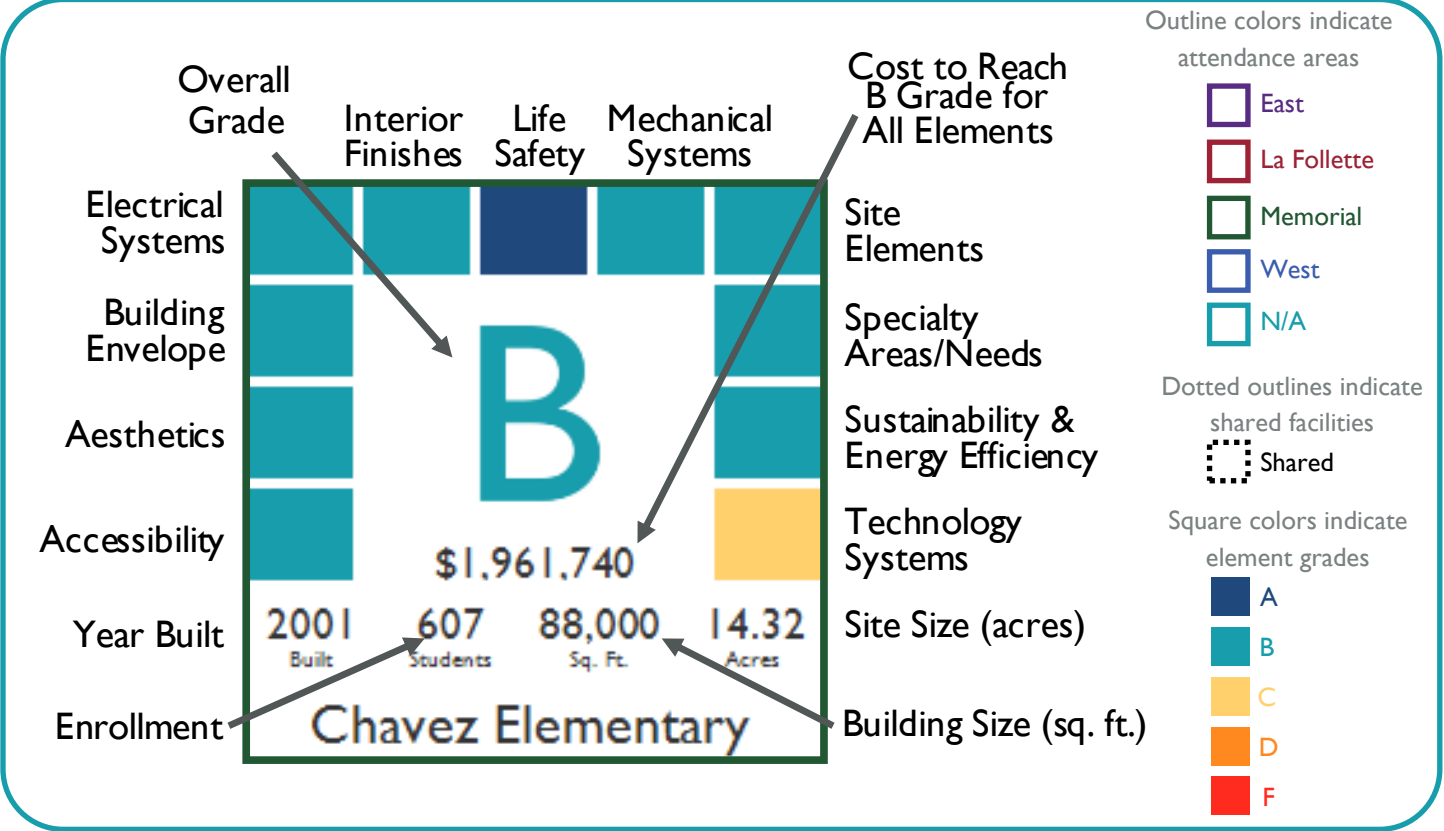 Overall
Grade
Interior
Finishes
Life
Safety
Mechanical
Systems
Cost to Reach
B Grade for
All Elements
Electrical
Systems
Building
Envelope
Aesthetics
Accessibility
Year Built
Enrollment
B
$1,961,740
2001
Built
607
Students
88,000
Sq. Ft.
14.32
Acres
Chavez Elementary
Site
Elements
Specialty
Areas/Needs
Sustainability &
Energy Efficiency
Technology
Systems
Site Size (acres)
Building Size (sq. ft.)
Outline colors indicate
attendance areas
East
La Follette
Memorial
West
N/A
Dotted outlines indicate
shared facilities
Shared
Square colors indicate
element grades
A
B
C
D
F